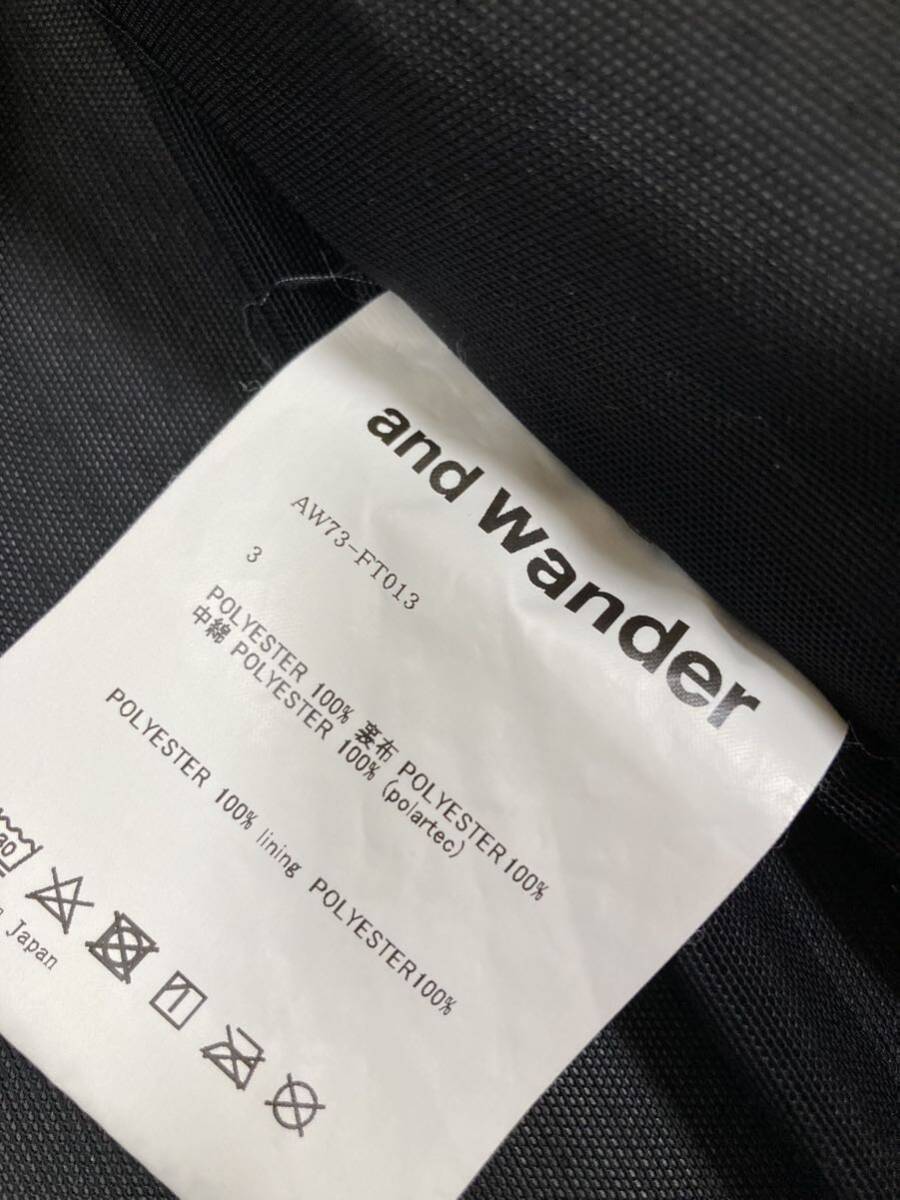 and wander
AW73-FT013
3
POLYESTER 100% 裏布 POLYESTER100%
中綿 POLYESTER 100% (polartec)
POLYESTER 100% lining POLYESTER100%
Japan